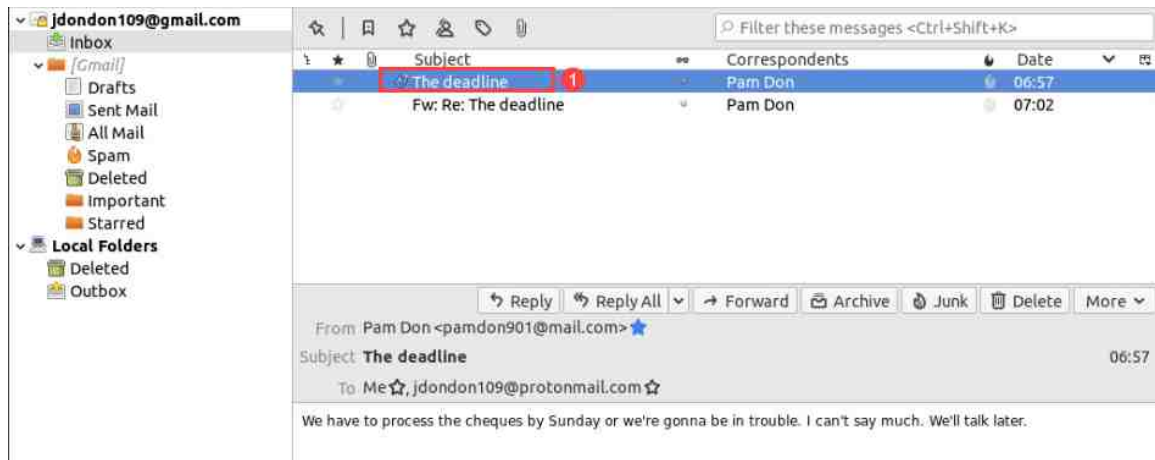 jdondon109@gmail.com
Inbox
[Gmail]
Drafts
Sent Mail
All Mail
Spam
Deleted
Important
Starred
Local Folders
Deleted
Outbox
Filter these messages <Ctrl+Shift+K>
Subject Correspondents Date
The deadline 1 Pam Don 06:57
Fw: Re: The deadline Pam Don 07:02
Reply Reply All Forward Archive Junk Delete More
From Pam Don <pamdon901@mail.com>
Subject The deadline 06:57
To Me, jdondon109@protonmail.com
We have to process the cheques by Sunday or we're gonna be in trouble. I can't say much. We'll talk later.